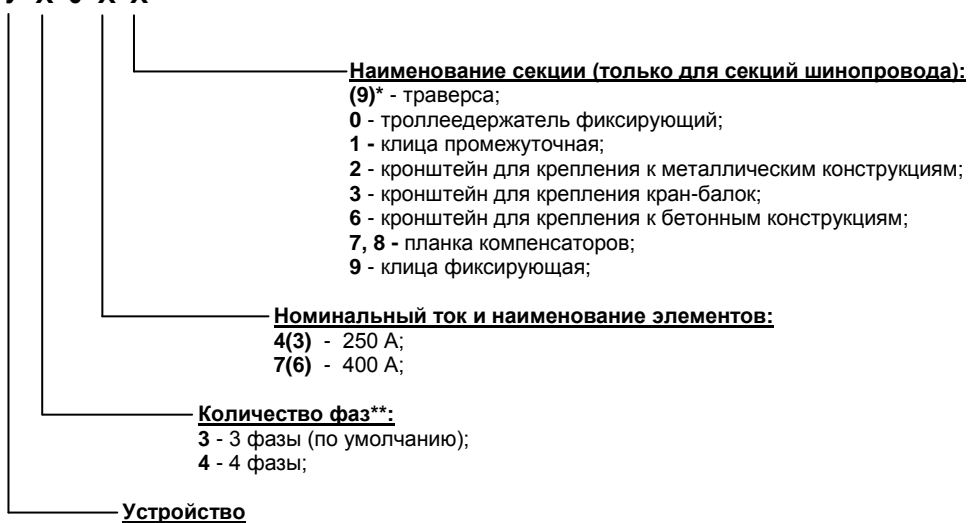 Наименование секции (только для секций шинопровода):
(9)* - траверса;
0 - троллеедержатель фиксирующий;
1 - клица промежуточная;
2 - кронштейн для крепления к металлическим конструкциям;
3 - кронштейн для крепления кран-балок;
6 - кронштейн для крепления к бетонным конструкциям;
7, 8 - планка компенсаторов;
9 - клица фиксирующая;
Номинальный ток и наименование элементов:
4(3) - 250 А;
7(6) - 400 А;
Количество фаз**:
3 - 3 фазы (по умолчанию);
4 - 4 фазы;
Устройство